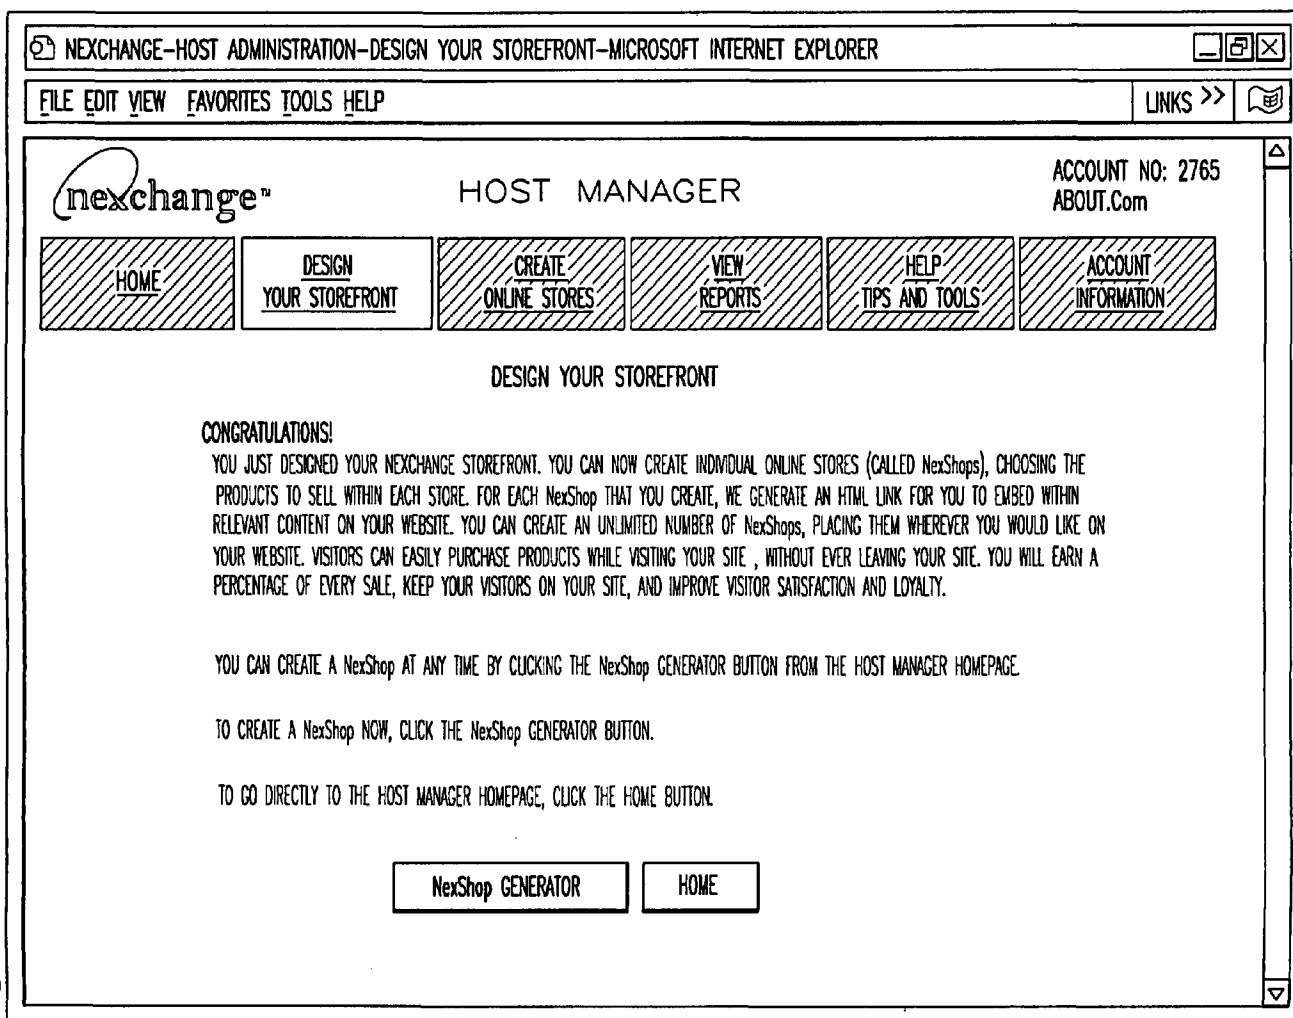 NEXCHANGE-HOST ADMINISTRATION-DESIGN YOUR STOREFRONT-MICROSOFT INTERNET EXPLORER
FILE EDIT VIEW FAVORITES TOOLS HELP
LINKS >>
nexchange™
HOST MANAGER
ACCOUNT NO: 2765
ABOUT.Com
HOME
DESIGN
YOUR STOREFRONT
CREATE
ONLINE STORES
VIEW
REPORTS
HELP
TIPS AND TOOLS
ACCOUNT
INFORMATION
DESIGN YOUR STOREFRONT
CONGRATULATIONS!
YOU JUST DESIGNED YOUR NEXCHANGE STOREFRONT. YOU CAN NOW CREATE INDIVIDUAL ONLINE STORES (CALLED NexShops), CHOOSING THE
PRODUCTS TO SELL WITHIN EACH STORE. FOR EACH NexShop THAT YOU CREATE, WE GENERATE AN HTML LINK FOR YOU TO EMBED WITHIN
RELEVANT CONTENT ON YOUR WEBSITE. YOU CAN CREATE AN UNLIMITED NUMBER OF NexShops, PLACING THEM WHEREVER YOU WOULD LIKE ON
YOUR WEBSITE. VISITORS CAN EASILY PURCHASE PRODUCTS WHILE VISITING YOUR SITE , WITHOUT EVER LEAVING YOUR SITE. YOU WILL EARN A
PERCENTAGE OF EVERY SALE, KEEP YOUR VISITORS ON YOUR SITE, AND IMPROVE VISITOR SATISFACTION AND LOYALTY.
YOU CAN CREATE A NexShop AT ANY TIME BY CLICKING THE NexShop GENERATOR BUTTON FROM THE HOST MANAGER HOMEPAGE.
TO CREATE A NexShop NOW, CLICK THE NexShop GENERATOR BUTTON.
TO GO DIRECTLY TO THE HOST MANAGER HOMEPAGE, CLICK THE HOME BUTTON.
NexShop GENERATOR
HOME